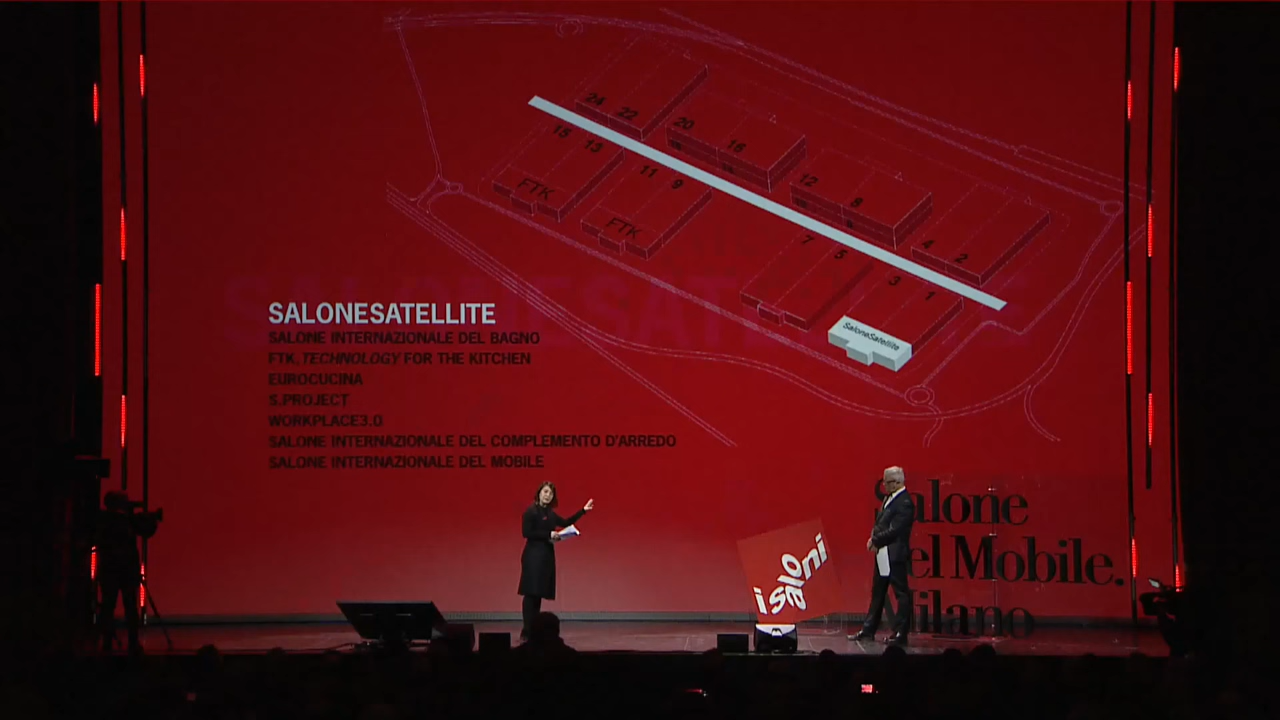 24
22
20
16
12
8
4
2
15
13
11
9
7
5
3
1
FTK
FTK
SaloneSatellite
SALONESATELLITE
SALONESATELLITE
SALONE INTERNAZIONALE DEL BAGNO
FTK, TECHNOLOGY FOR THE KITCHEN
EUROCUCINA
S.PROJECT
WORKPLACE3.0
SALONE INTERNAZIONALE DEL COMPLEMENTO D'ARREDO
SALONE INTERNAZIONALE DEL MOBILE
i saloni
Salone
del Mobile.
Milano